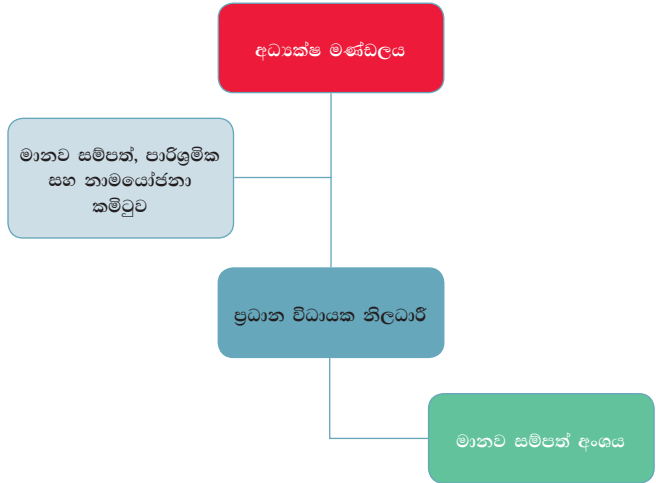 අධ්‍යක්ෂ මණ්ඩලය
මානව සම්පත්, පාරිශ්‍රමික
සහ නාමයෝජනා
කමිටුව
ප්‍රධාන විධායක නිලධාරී
මානව සම්පත් අංශය